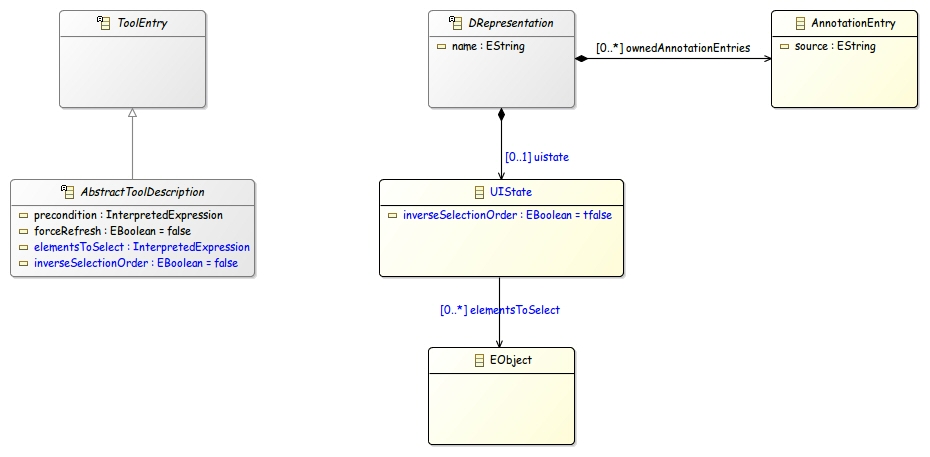 ToolEntry
DRepresentation
name : EString
[0..*] ownedAnnotationEntries
AnnotationEntry
source : EString
[0..1] uistate
AbstractToolDescription
precondition : InterpretedExpression
forceRefresh : EBoolean = false
elementsToSelect : InterpretedExpression
inverseSelectionOrder : EBoolean = false
UIState
inverseSelectionOrder : EBoolean = tfalse
[0..*] elementsToSelect
EObject